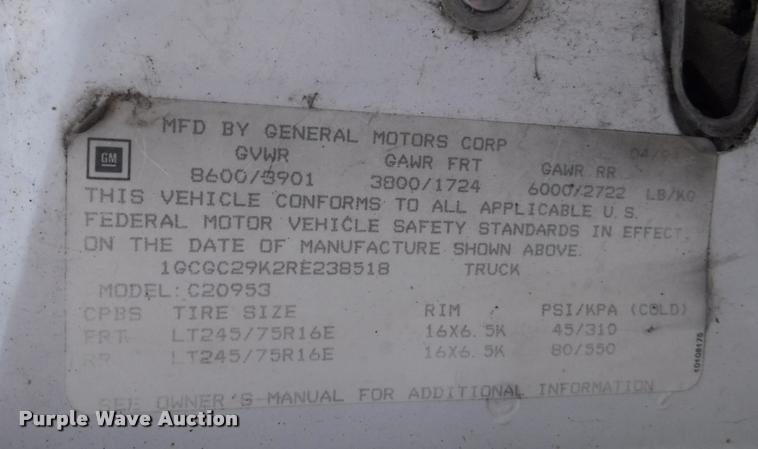 MFD BY GENERAL MOTORS CORP
GM
GVWR GAWR FRT GAWR RR
8600/3901 3800/1724 6000/2722 LB/KG
THIS VEHICLE CONFORMS TO ALL APPLICABLE U.S.
FEDERAL MOTOR VEHICLE SAFETY STANDARDS IN EFFECT
ON THE DATE OF MANUFACTURE SHOWN ABOVE.
1GCGC29K2RE238518 TRUCK
MODEL: C20953
CPBS TIRE SIZE RIM PSI/KPA (COLD)
FRT LT245/75R16E 16X6.5K 45/310
RR LT245/75R16E 16X6.5K 80/550
SEE OWNER'S MANUAL FOR ADDITIONAL INFORMATION
10108175
Purple Wave Auction